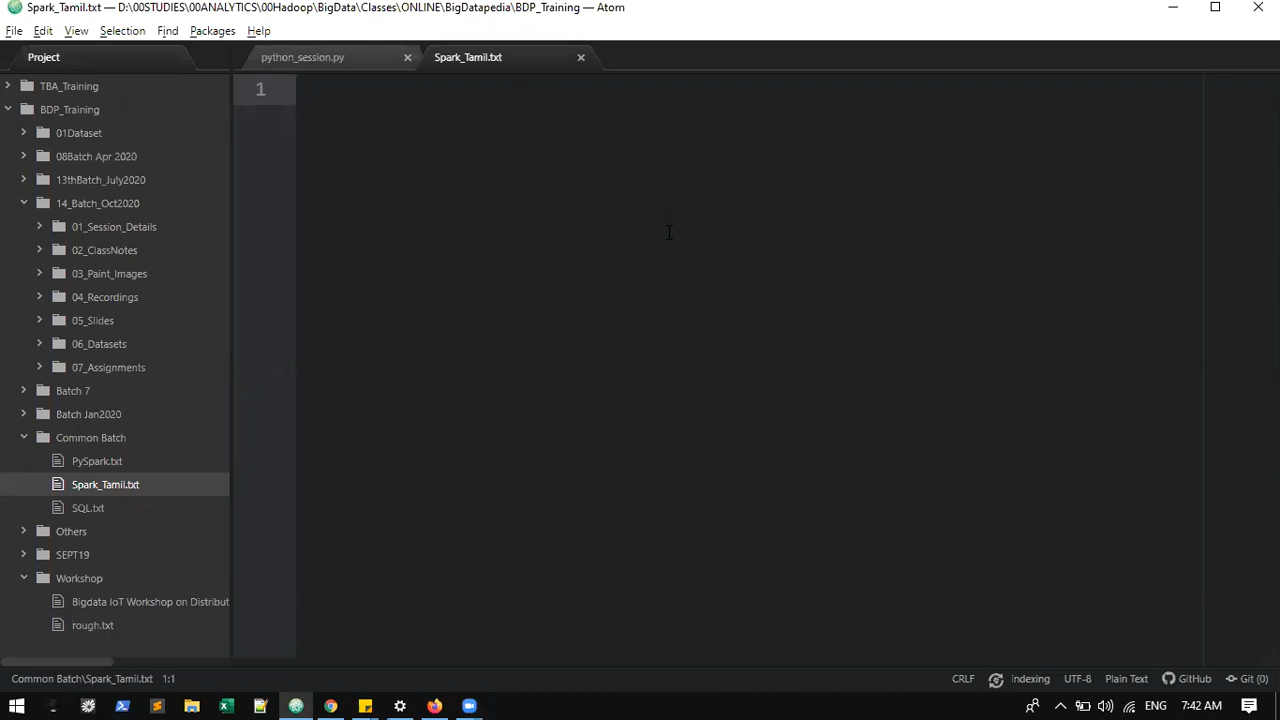 Spark_Tamil.txt — D:\00STUDIES\00ANALYTICS\00Hadoop\BigData\Classes\ONLINE\BigDatapedia\BDP_Training — Atom
File Edit View Selection Find Packages Help
Project python_session.py Spark_Tamil.txt
TBA_Training
1
BDP_Training
01Dataset
08Batch Apr 2020
13thBatch_July2020
14_Batch_Oct2020
01_Session_Details
02_ClassNotes
03_Paint_Images
04_Recordings
05_Slides
06_Datasets
07_Assignments
Batch 7
Batch Jan2020
Common Batch
PySpark.txt
Spark_Tamil.txt
SQL.txt
Others
SEPT19
Workshop
Bigdata IoT Workshop on Distribut
rough.txt
Common Batch\Spark_Tamil.txt 1:1 CRLF Indexing UTF-8 Plain Text GitHub Git (0)
ENG 7:42 AM